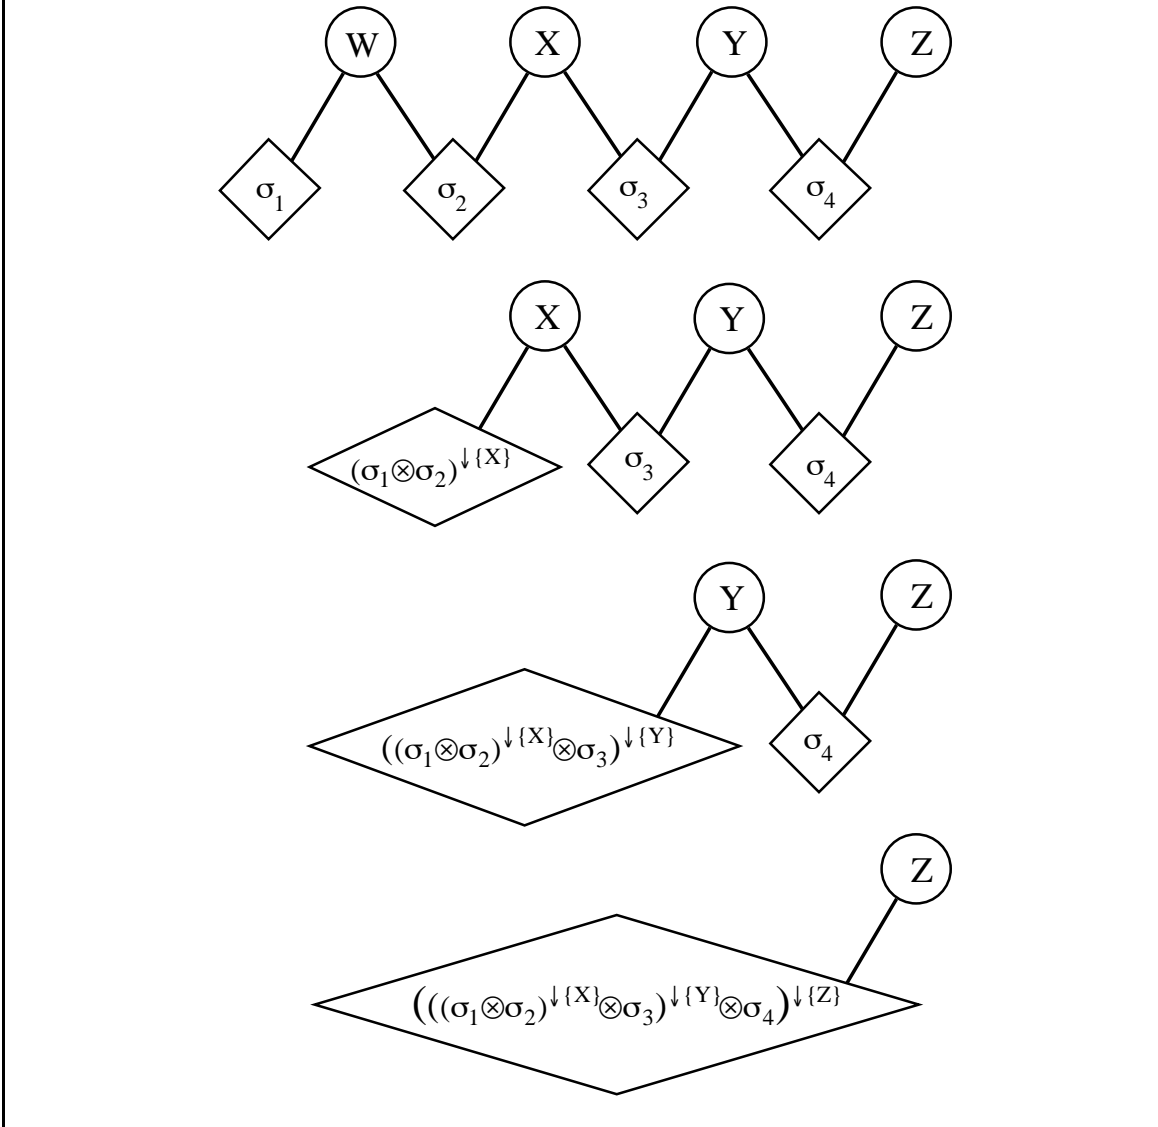 W X Y Z
σ₁ σ₂ σ₃ σ₄
X Y Z
(σ₁⊗σ₂)↓{X} σ₃ σ₄
Y Z
((σ₁⊗σ₂)↓{X}⊗σ₃)↓{Y} σ₄
Z
(((σ₁⊗σ₂)↓{X}⊗σ₃)↓{Y}⊗σ₄)↓{Z}